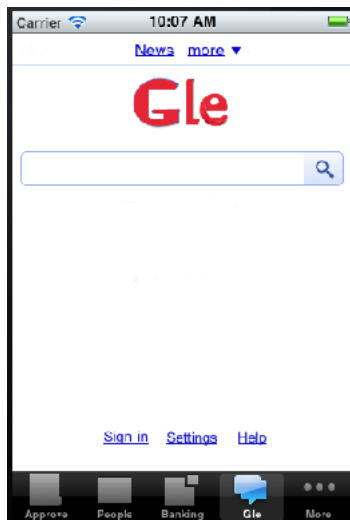 Carrier 10:07 AM
News more ▼
Gle
Sign in Settings Help
Approve People Banking Gle More